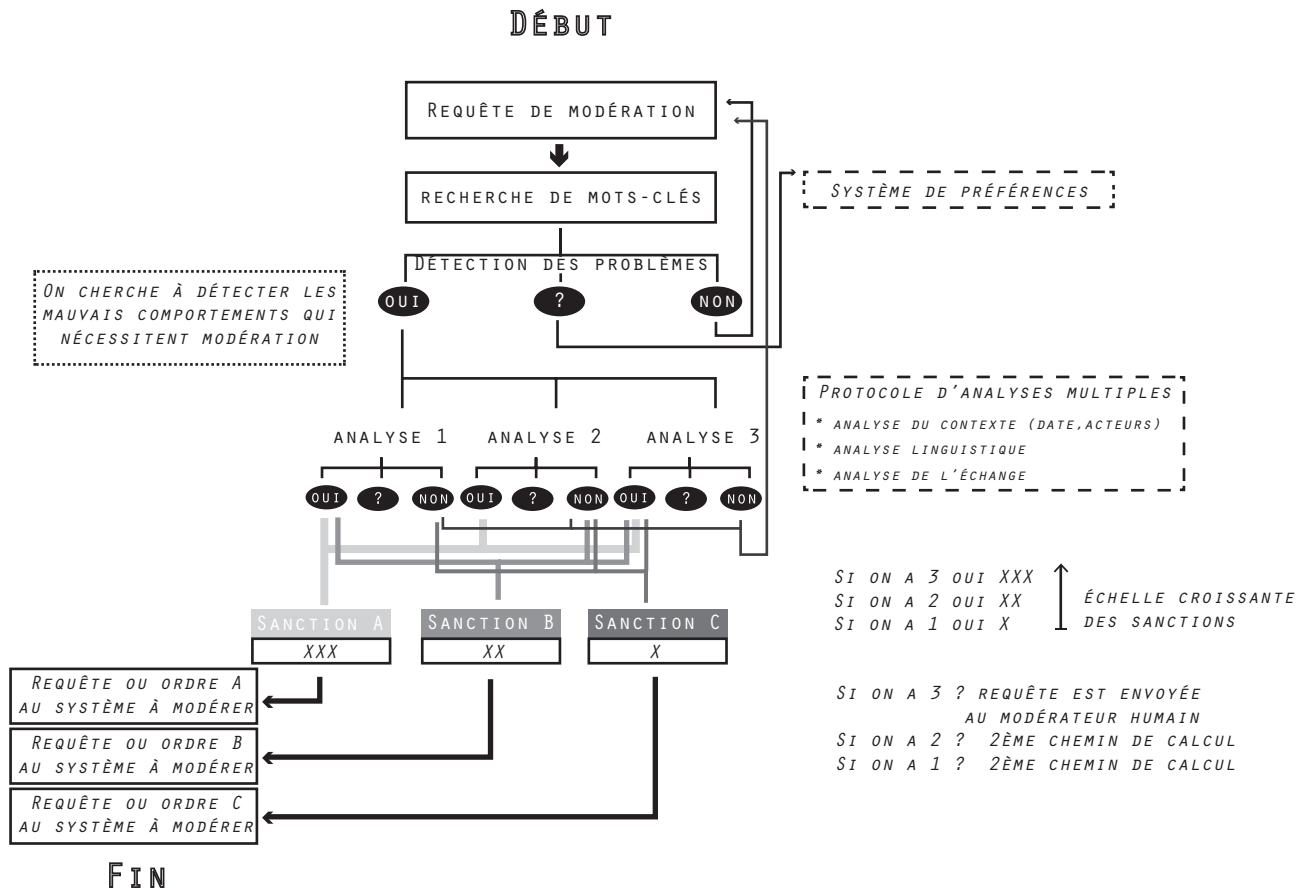 DÉBUT
REQUÊTE DE MODÉRATION
RECHERCHE DE MOTS-CLÉS
SYSTÈME DE PRÉFÉRENCES
DÉTECTION DES PROBLÈMES
OUI ? NON
ON CHERCHE À DÉTECTER LES
MAUVAIS COMPORTEMENTS QUI
NÉCESSITENT MODÉRATION
PROTOCOLE D'ANALYSES MULTIPLES
* ANALYSE DU CONTEXTE (DATE,ACTEURS)
* ANALYSE LINGUISTIQUE
* ANALYSE DE L'ÉCHANGE
ANALYSE 1 ANALYSE 2 ANALYSE 3
OUI ? NON OUI ? NON OUI ? NON
SI ON A 3 OUI XXX
SI ON A 2 OUI XX
SI ON A 1 OUI X
ÉCHELLE CROISSANTE
DES SANCTIONS
SANCTION A SANCTION B SANCTION C
XXX XX X
REQUÊTE OU ORDRE A
AU SYSTÈME À MODÉRER
REQUÊTE OU ORDRE B
AU SYSTÈME À MODÉRER
REQUÊTE OU ORDRE C
AU SYSTÈME À MODÉRER
SI ON A 3 ? REQUÊTE EST ENVOYÉE
AU MODÉRATEUR HUMAIN
SI ON A 2 ? 2ÈME CHEMIN DE CALCUL
SI ON A 1 ? 2ÈME CHEMIN DE CALCUL
FIN